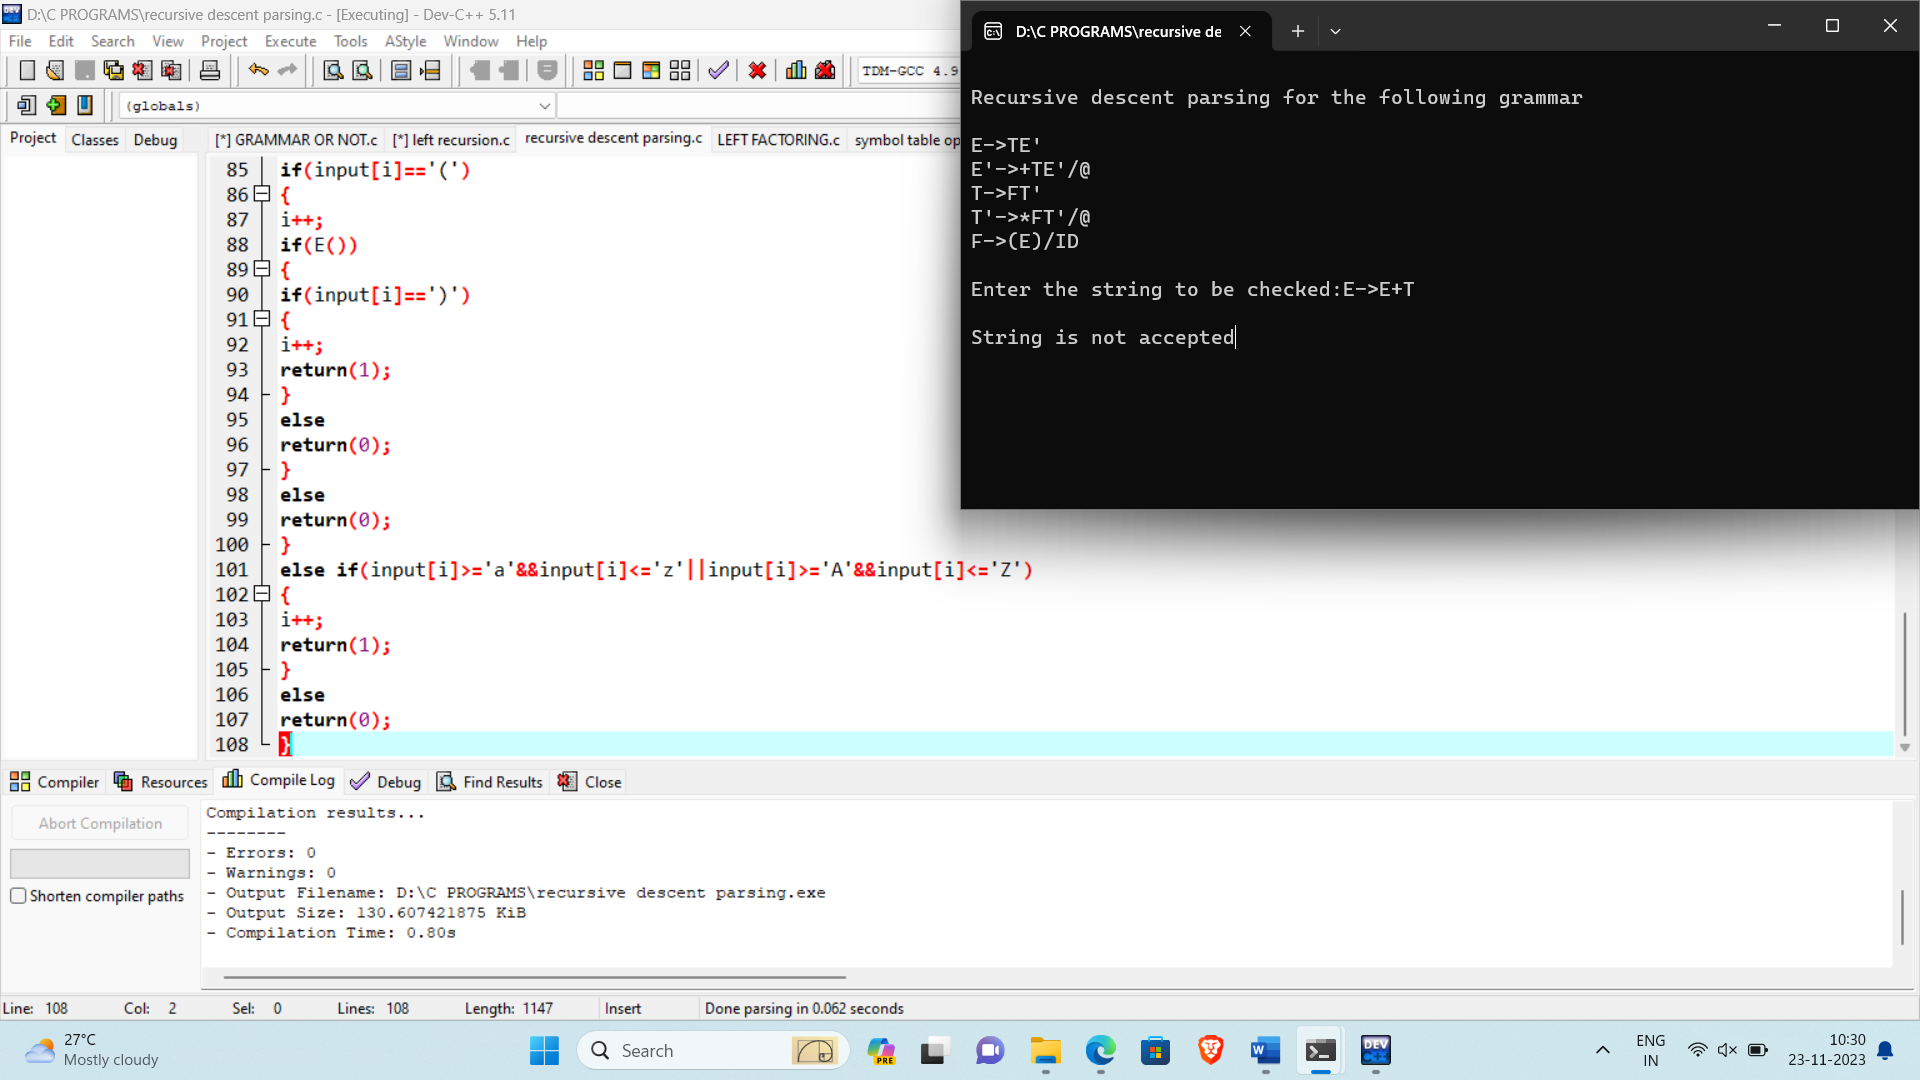 D:\C PROGRAMS\recursive descent parsing.c - [Executing] - Dev-C++ 5.11
File Edit Search View Project Execute Tools AStyle Window Help
TDM-GCC 4.9
(globals)
Project Classes Debug
[*] GRAMMAR OR NOT.c [*] left recursion.c recursive descent parsing.c LEFT FACTORING.c symbol table op
85 if(input[i]=='(')
86 {
87 i++;
88 if(E())
89 {
90 if(input[i]==')')
91 {
92 i++;
93 return(1);
94 }
95 else
96 return(0);
97 }
98 else
99 return(0);
100 }
101 else if(input[i]>='a'&&input[i]<='z'||input[i]>='A'&&input[i]<='Z')
102 {
103 i++;
104 return(1);
105 }
106 else
107 return(0);
108 }
D:\C PROGRAMS\recursive de
Recursive descent parsing for the following grammar
E->TE'
E'->+TE'/@
T->FT'
T'->*FT'/@
F->(E)/ID
Enter the string to be checked:E->E+T
String is not accepted
Compiler Resources Compile Log Debug Find Results Close
Abort Compilation
Shorten compiler paths
Compilation results...
--------
- Errors: 0
- Warnings: 0
- Output Filename: D:\C PROGRAMS\recursive descent parsing.exe
- Output Size: 130.607421875 KiB
- Compilation Time: 0.80s
Line: 108 Col: 2 Sel: 0 Lines: 108 Length: 1147 Insert Done parsing in 0.062 seconds
27°C
Mostly cloudy
Search
PRE
DEV
C++
ENG
IN
10:30
23-11-2023